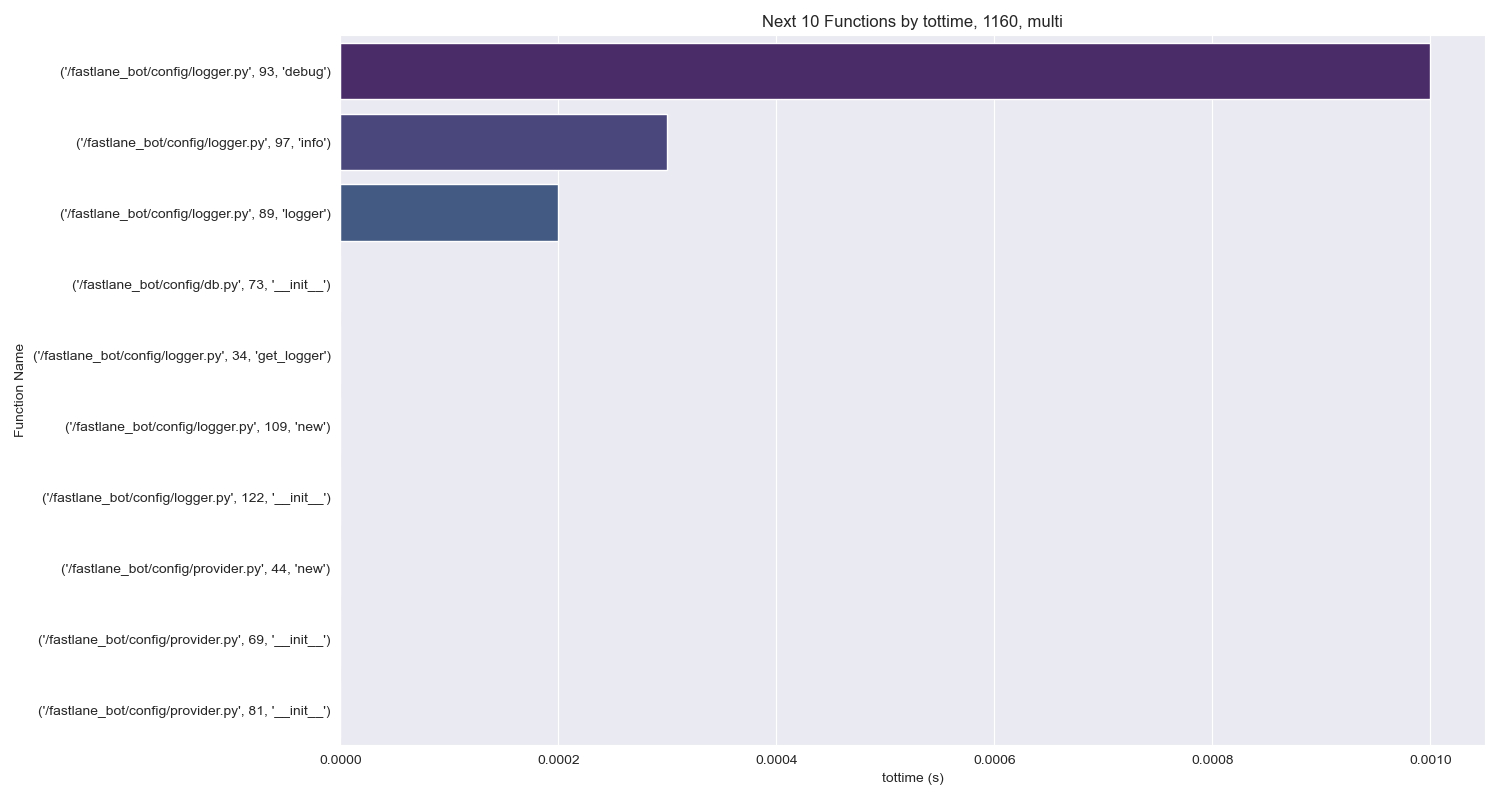 Next 10 Functions by tottime, 1160, multi
('/fastlane_bot/config/logger.py', 93, 'debug')
('/fastlane_bot/config/logger.py', 97, 'info')
('/fastlane_bot/config/logger.py', 89, 'logger')
('/fastlane_bot/config/db.py', 73, '__init__')
('/fastlane_bot/config/logger.py', 34, 'get_logger')
('/fastlane_bot/config/logger.py', 109, 'new')
('/fastlane_bot/config/logger.py', 122, '__init__')
('/fastlane_bot/config/provider.py', 44, 'new')
('/fastlane_bot/config/provider.py', 69, '__init__')
('/fastlane_bot/config/provider.py', 81, '__init__')
Function Name
0.0000 0.0002 0.0004 0.0006 0.0008 0.0010
tottime (s)